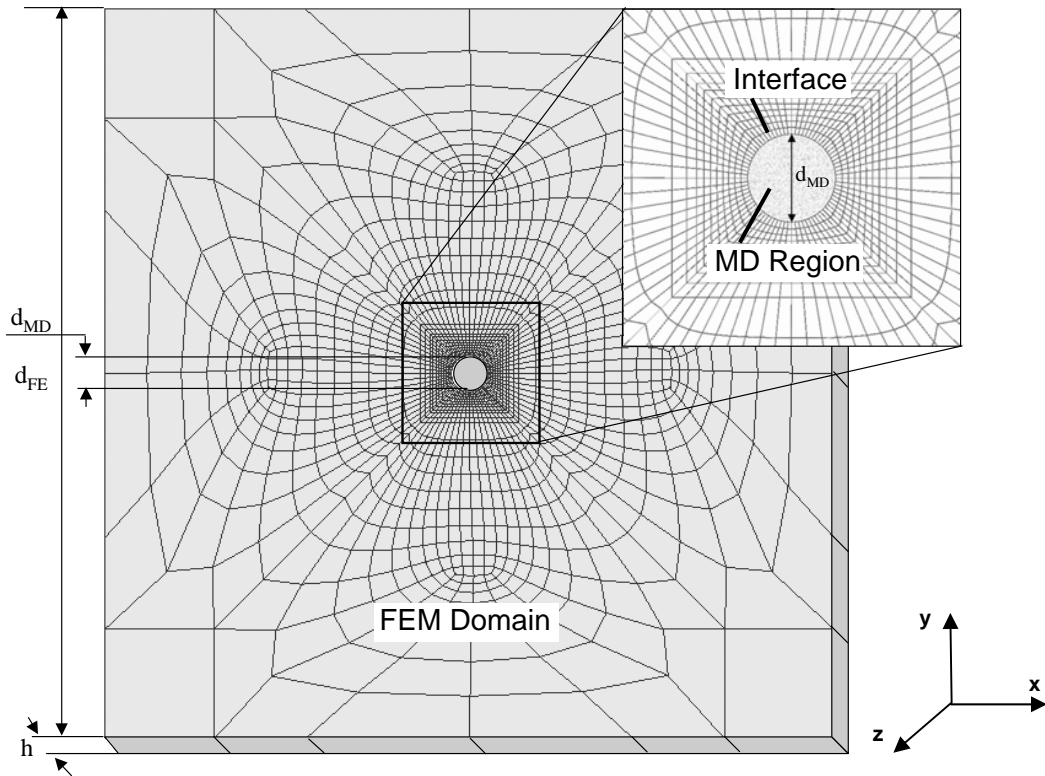 Interface
d_MD
MD Region
d_MD
d_FE
FEM Domain
h
y
x
z